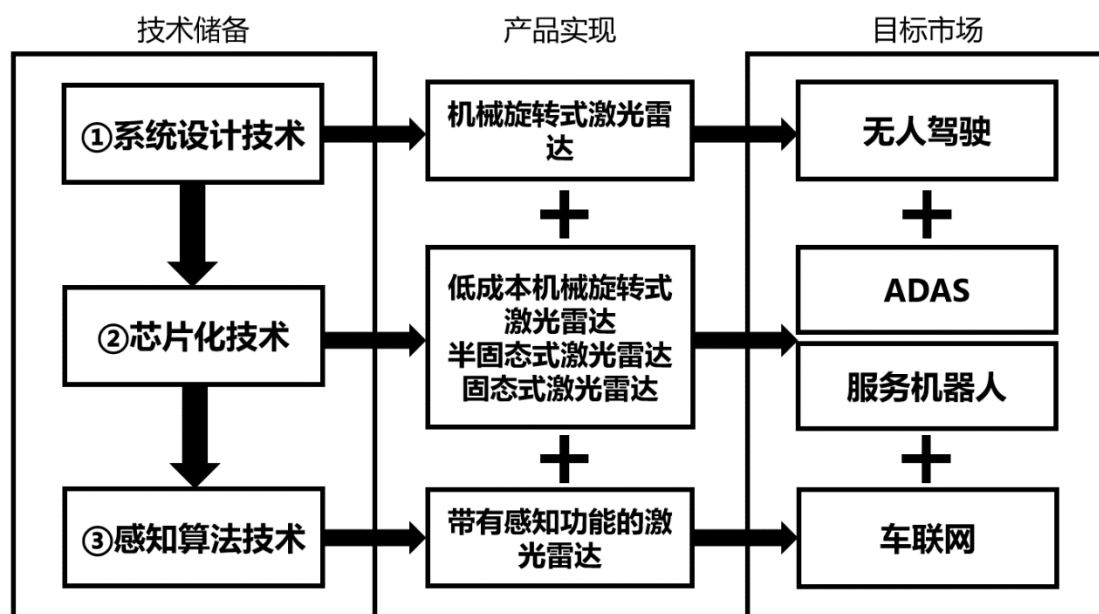 技术储备
产品实现
目标市场
①系统设计技术
机械旋转式激光雷
达
无人驾驶
②芯片化技术
低成本机械旋转式
激光雷达
半固态式激光雷达
固态式激光雷达
ADAS
服务机器人
③感知算法技术
带有感知功能的激
光雷达
车联网